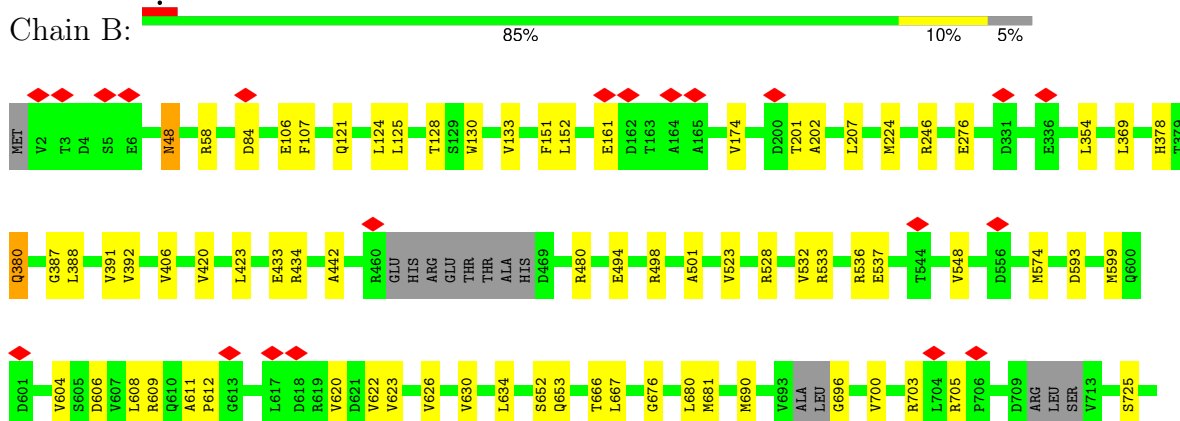 Chain B:
85% 10% 5%
MET V2 T3 D4 S5 E6 N48 R58 D84 E106 F107 Q121 L124 L125 T128 S129 W130 V133 F151 L152 E161 D162 T163 A164 A165 V174 D200 T201 A202 L207 M224 R246 E276 D331 E336 L354 L369 H378 T379
Q380 G387 L388 V391 V392 V406 V420 L423 E433 R434 A442 R460 GLU HIS ARG GLU THR THR ALA HIS D469 R480 E494 R498 A501 V523 R528 V532 R533 R536 E537 T544 V548 D556 M574 D593 M599 Q600
D601 V604 S605 D606 V607 L608 R609 Q610 A611 P612 G613 L617 D618 R619 V620 D621 V622 V623 V626 V630 L634 S652 Q653 T666 L667 G676 L680 M681 M690 V693 ALA LEU G696 V700 R703 L704 R705 P706 D709 ARG LEU SER V713 S725